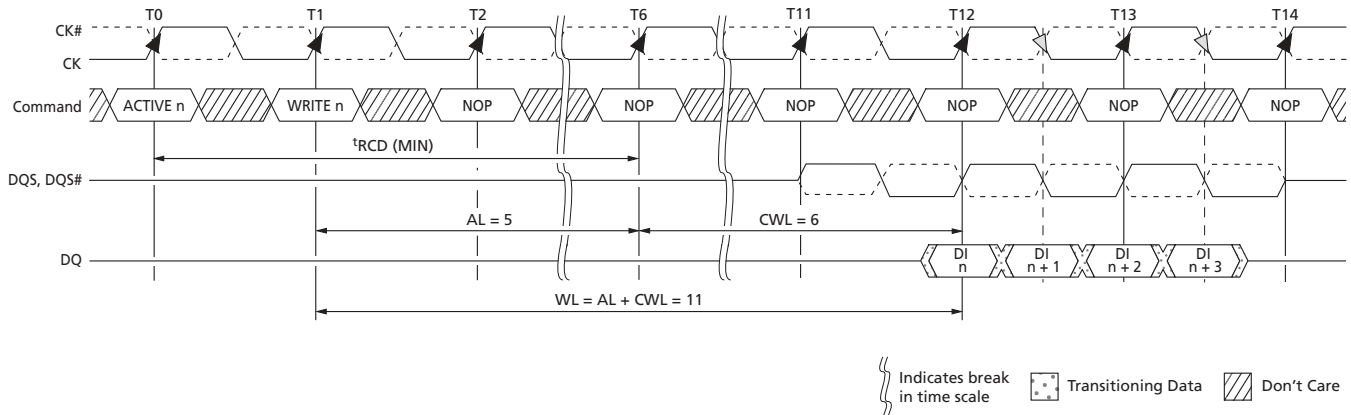 T0 T1 T2 T6 T11 T12 T13 T14
CK#
CK
Command ACTIVE n WRITE n NOP NOP NOP NOP NOP NOP
tRCD (MIN)
DQS, DQS#
AL = 5 CWL = 6
DQ DI n DI n + 1 DI n + 2 DI n + 3
WL = AL + CWL = 11
Indicates break
in time scale
Transitioning Data
Don't Care